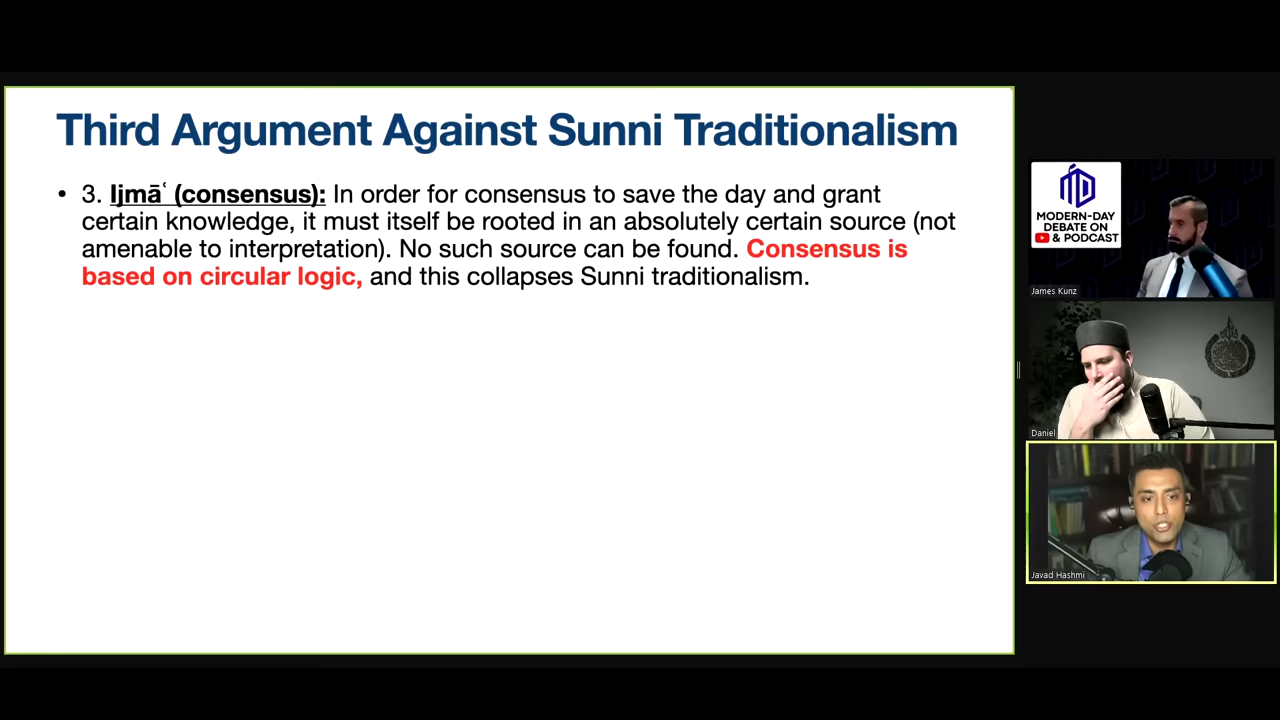 Third Argument Against Sunni Traditionalism
• 3. Ijmāʿ (consensus): In order for consensus to save the day and grant
certain knowledge, it must itself be rooted in an absolutely certain source (not
amenable to interpretation). No such source can be found. Consensus is
based on circular logic, and this collapses Sunni traditionalism.
MODERN-DAY
DEBATE ON
& PODCAST
James Kunz
Daniel
Javad Hashmi